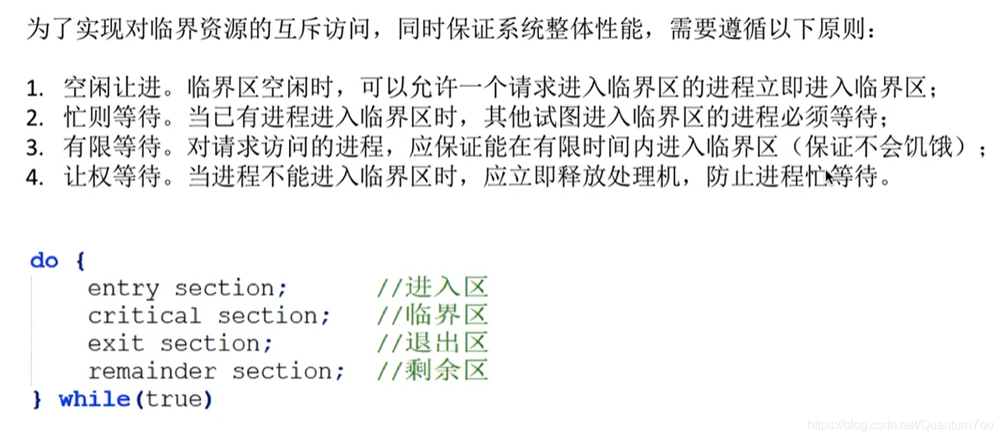 为了实现对临界资源的互斥访问，同时保证系统整体性能，需要遵循以下原则：
1. 空闲让进。临界区空闲时，可以允许一个请求进入临界区的进程立即进入临界区；
2. 忙则等待。当已有进程进入临界区时，其他试图进入临界区的进程必须等待；
3. 有限等待。对请求访问的进程，应保证能在有限时间内进入临界区（保证不会饥饿）；
4. 让权等待。当进程不能进入临界区时，应立即释放处理机，防止进程忙等待。
do {
entry section; //进入区
critical section; //临界区
exit section; //退出区
remainder section; //剩余区
} while(true)
https://blog.csdn.net/QuantumYou